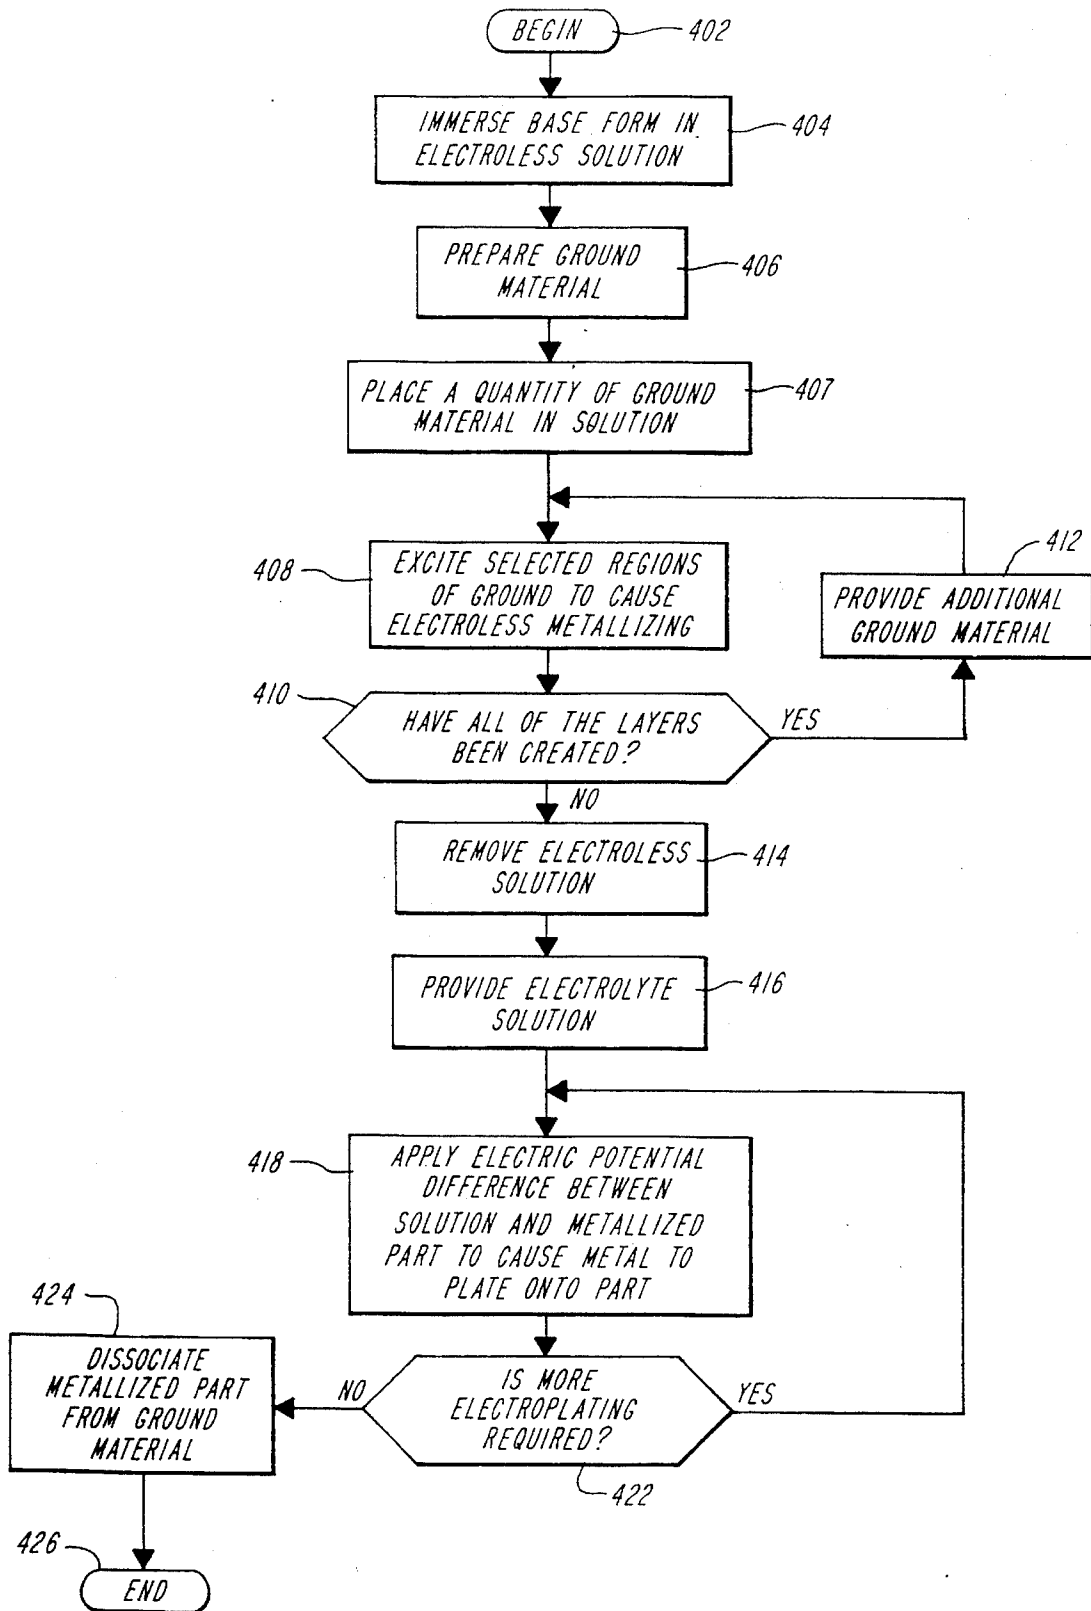 BEGIN
402
IMMERSE BASE FORM IN
ELECTROLESS SOLUTION
404
PREPARE GROUND
MATERIAL
406
PLACE A QUANTITY OF GROUND
MATERIAL IN SOLUTION
407
408
EXCITE SELECTED REGIONS
OF GROUND TO CAUSE
ELECTROLESS METALLIZING
412
PROVIDE ADDITIONAL
GROUND MATERIAL
410
HAVE ALL OF THE LAYERS
BEEN CREATED?
YES
NO
REMOVE ELECTROLESS
SOLUTION
414
PROVIDE ELECTROLYTE
SOLUTION
416
418
APPLY ELECTRIC POTENTIAL
DIFFERENCE BETWEEN
SOLUTION AND METALLIZED
PART TO CAUSE METAL TO
PLATE ONTO PART
IS MORE
ELECTROPLATING
REQUIRED?
YES
NO
422
424
DISSOCIATE
METALLIZED PART
FROM GROUND
MATERIAL
426
END